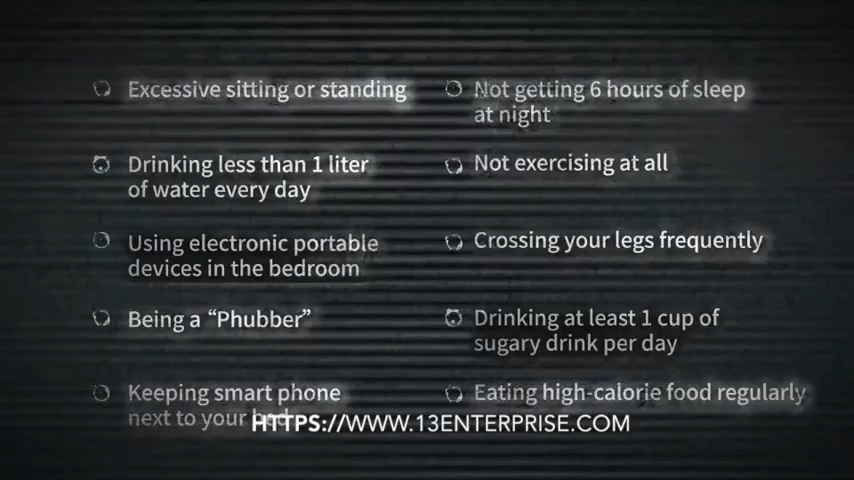 Excessive sitting or standing
Drinking less than 1 liter
of water every day
Using electronic portable
devices in the bedroom
Being a “Phubber”
Keeping smart phone
next to your bed
Not getting 6 hours of sleep
at night
Not exercising at all
Crossing your legs frequently
Drinking at least 1 cup of
sugary drink per day
Eating high-calorie food regularly
HTTPS://WWW.13ENTERPRISE.COM